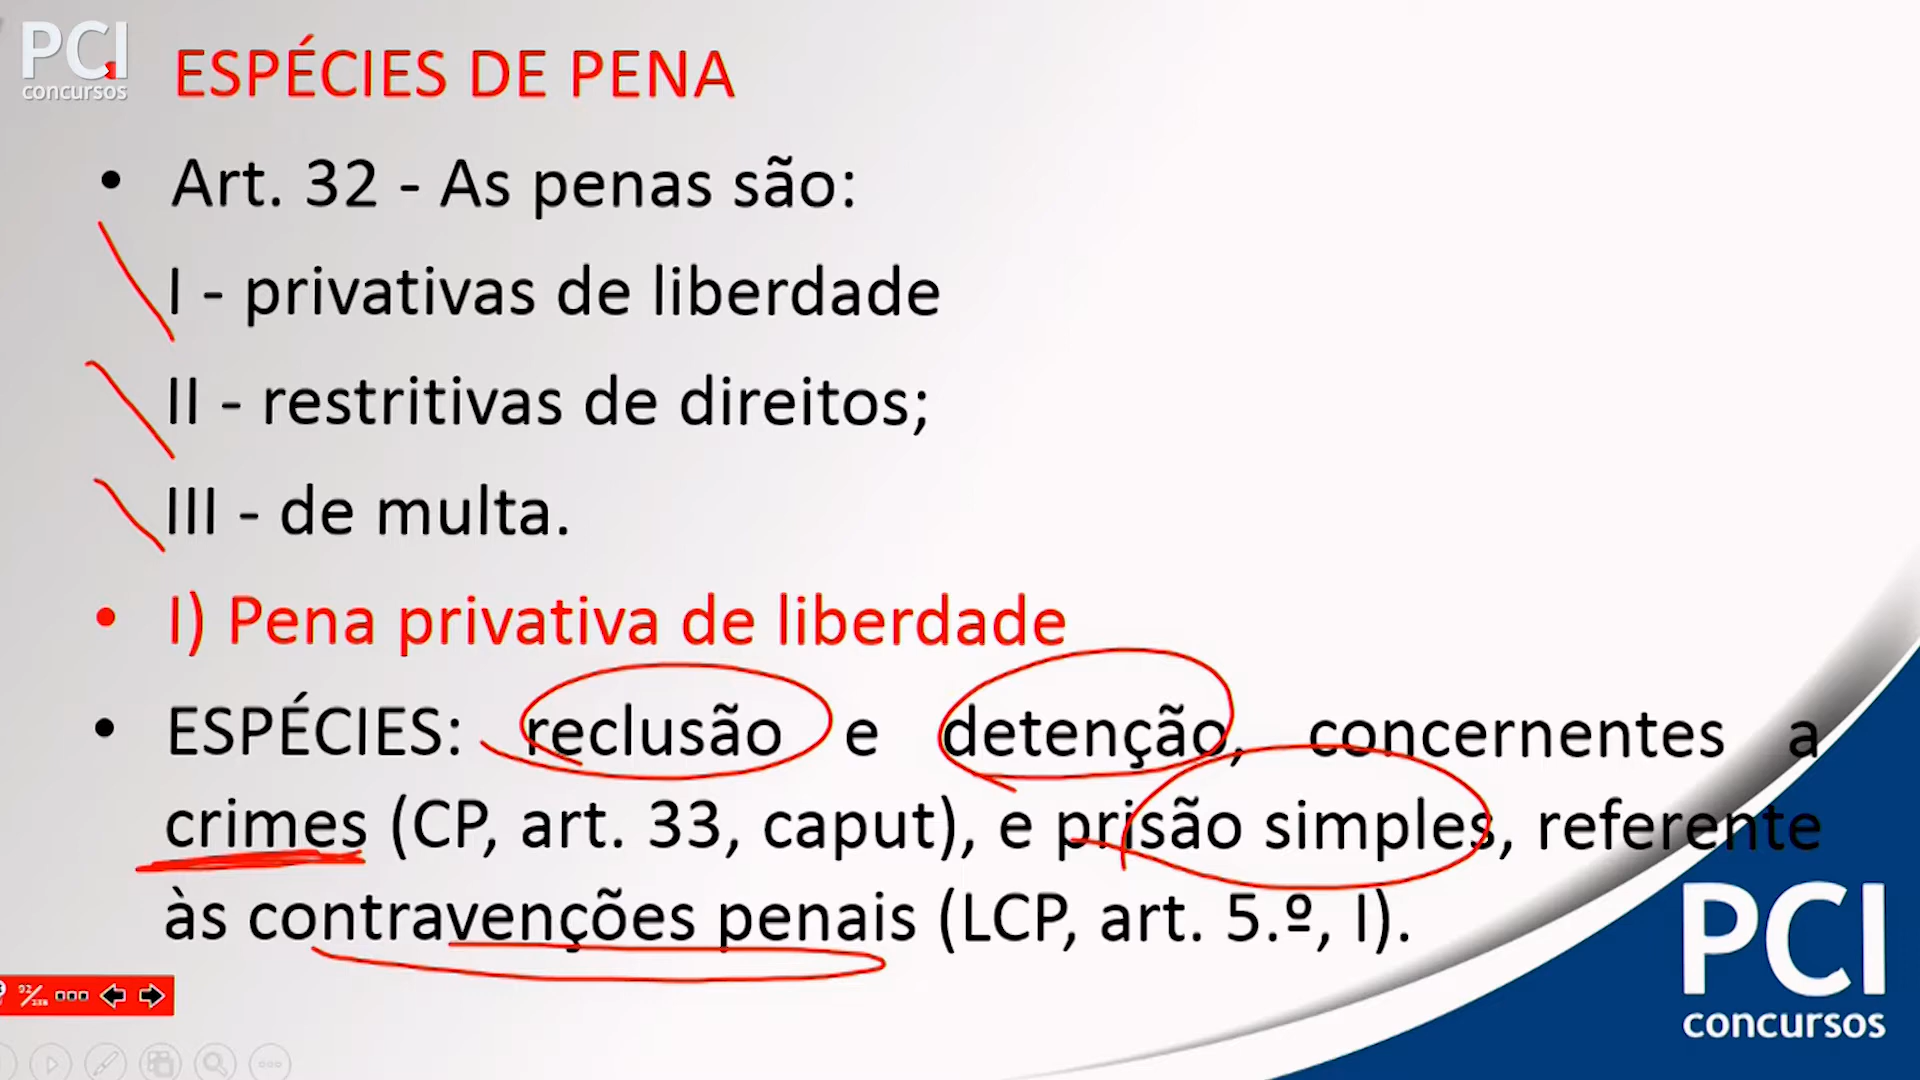 PCI
concursos
ESPÉCIES DE PENA
• Art. 32 - As penas são:
I - privativas de liberdade
II - restritivas de direitos;
III - de multa.
• I) Pena privativa de liberdade
• ESPÉCIES: reclusão e detenção, concernentes a
crimes (CP, art. 33, caput), e prisão simples, referente
às contravenções penais (LCP, art. 5.º, I).
PCI
concursos